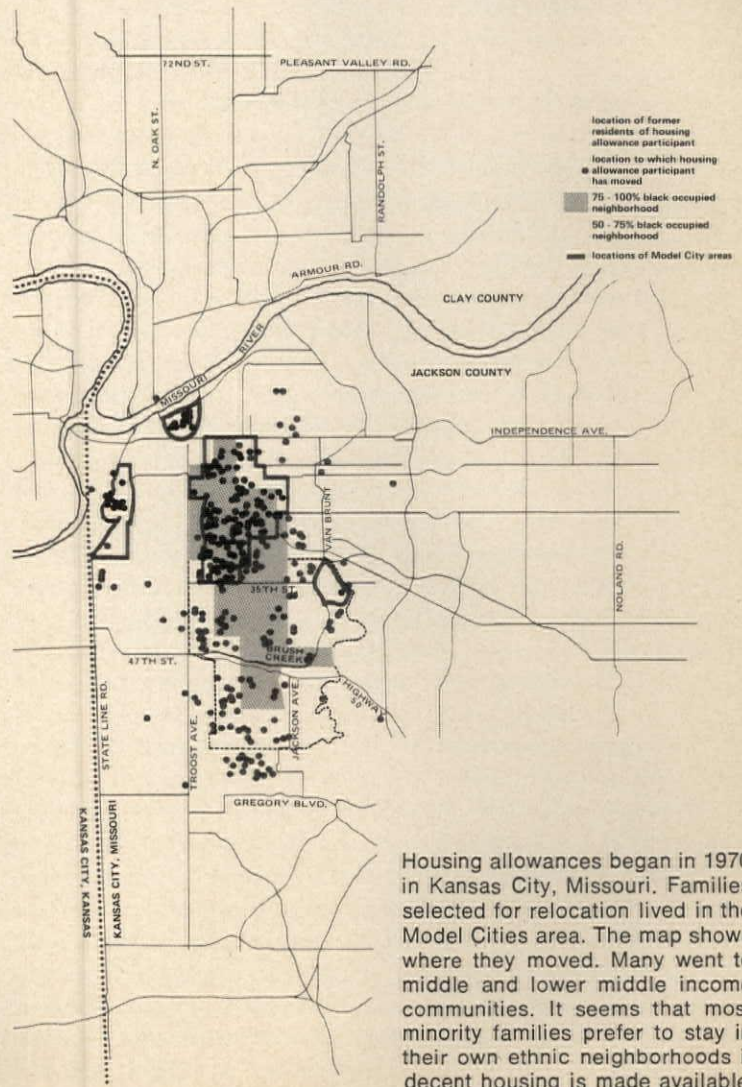 72ND ST.
PLEASANT VALLEY RD.
N. OAK ST.
RANDOLPH ST.
location of former
residents of housing
allowance participant
location to which housing
allowance participant
has moved
75 - 100% black occupied
neighborhood
50 - 75% black occupied
neighborhood
locations of Model City areas
ARMOUR RD.
CLAY COUNTY
MISSOURI RIVER
JACKSON COUNTY
INDEPENDENCE AVE.
VAN BRUNT
NOLAND RD.
35TH ST.
BRUSH
CREEK
47TH ST.
HIGHWAY
50
STATE LINE RD.
TROOST AVE.
JACKSON AVE.
GREGORY BLVD.
KANSAS CITY, KANSAS
KANSAS CITY, MISSOURI
Housing allowances began in 1970
in Kansas City, Missouri. Familie
selected for relocation lived in the
Model Cities area. The map show
where they moved. Many went t
middle and lower middle income
communities. It seems that mos
minority families prefer to stay i
their own ethnic neighborhoods i
decent housing is made available